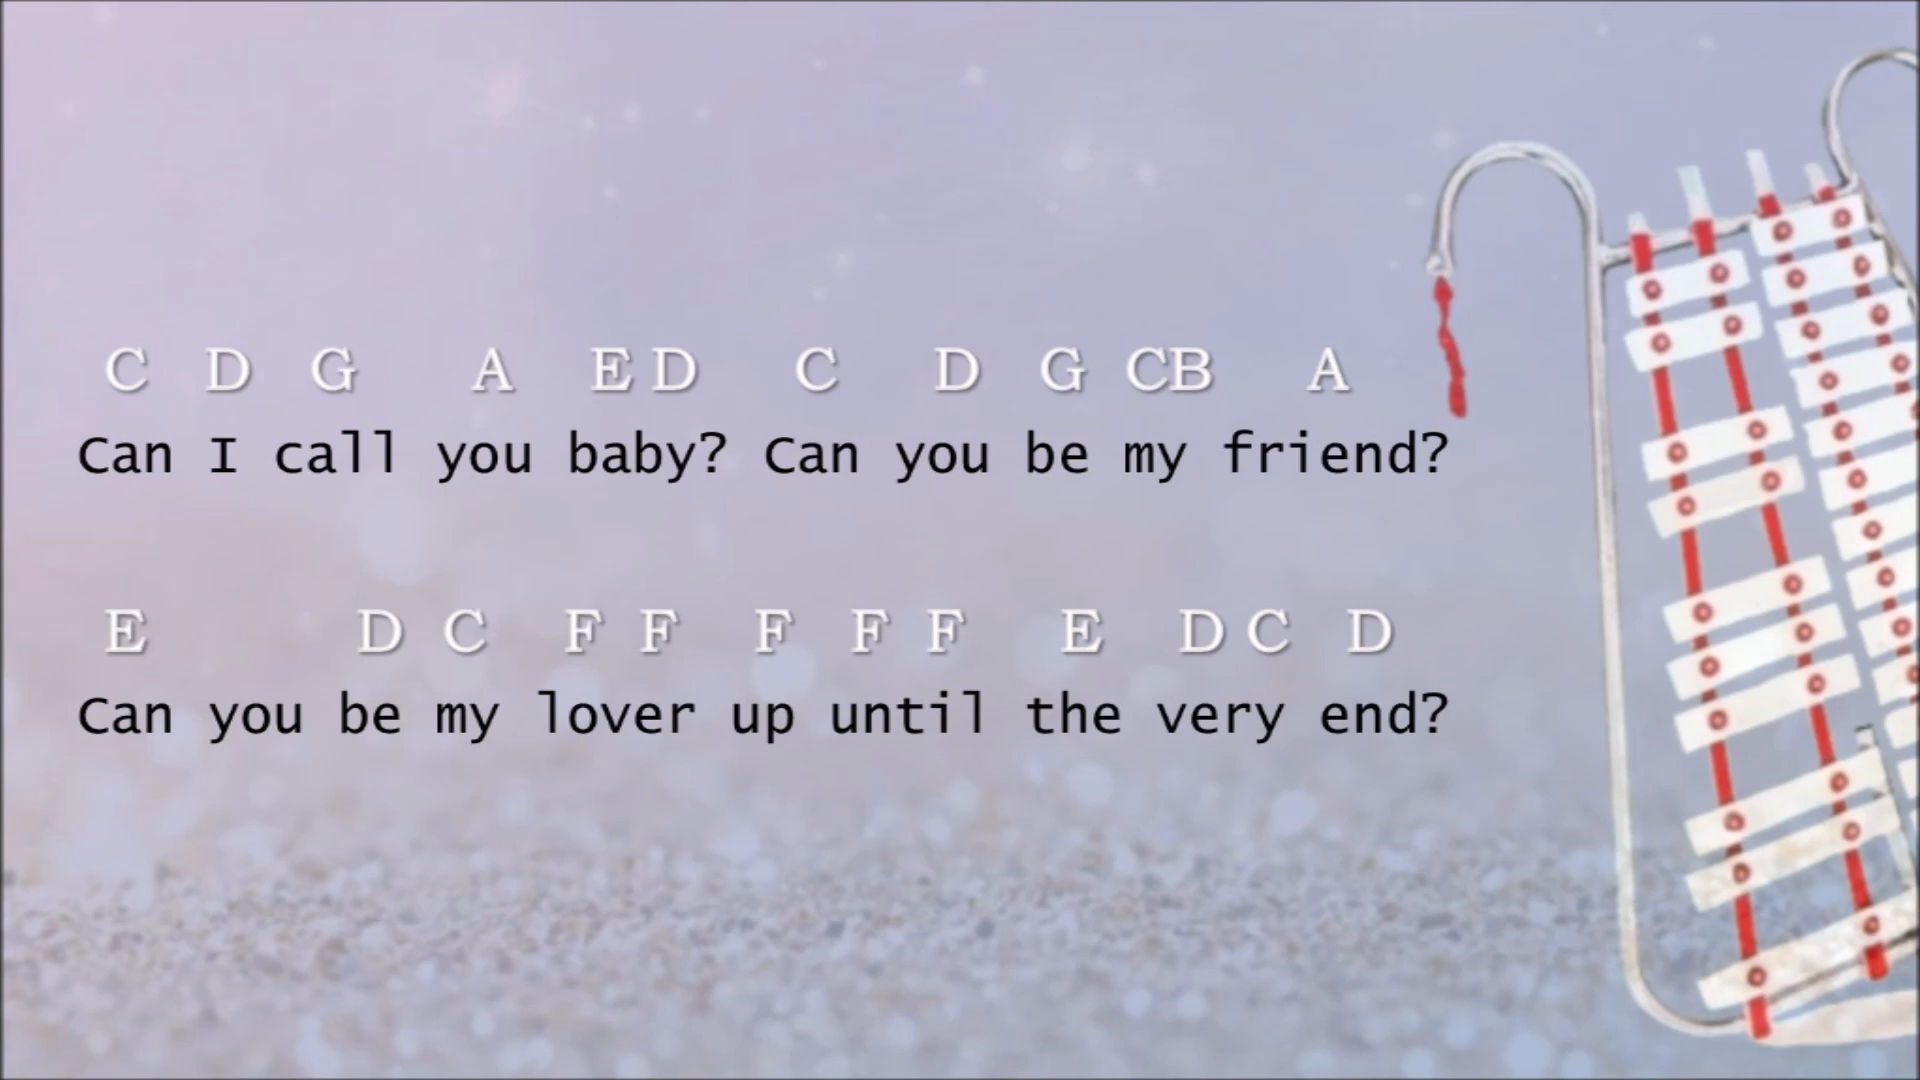 C D G A E D C D G CB A
Can I call you baby? Can you be my friend?
E D C F F F F F E D C D
Can you be my lover up until the very end?